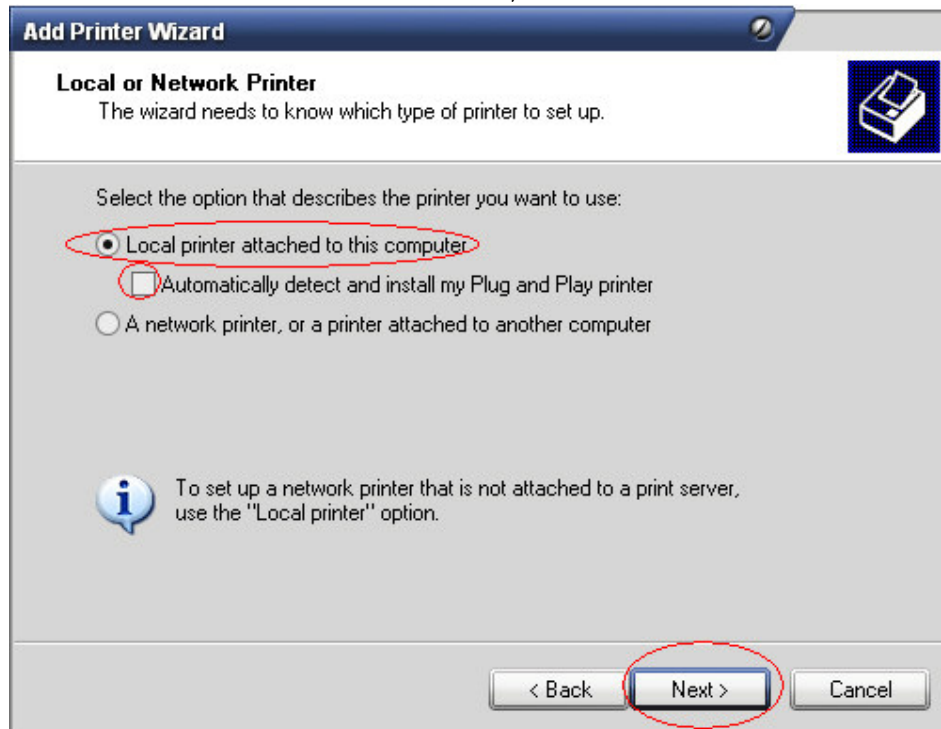 Add Printer Wizard
Local or Network Printer
The wizard needs to know which type of printer to set up.
Select the option that describes the printer you want to use:
Local printer attached to this computer
Automatically detect and install my Plug and Play printer
A network printer, or a printer attached to another computer
To set up a network printer that is not attached to a print server,
use the "Local printer" option.
< Back Next > Cancel